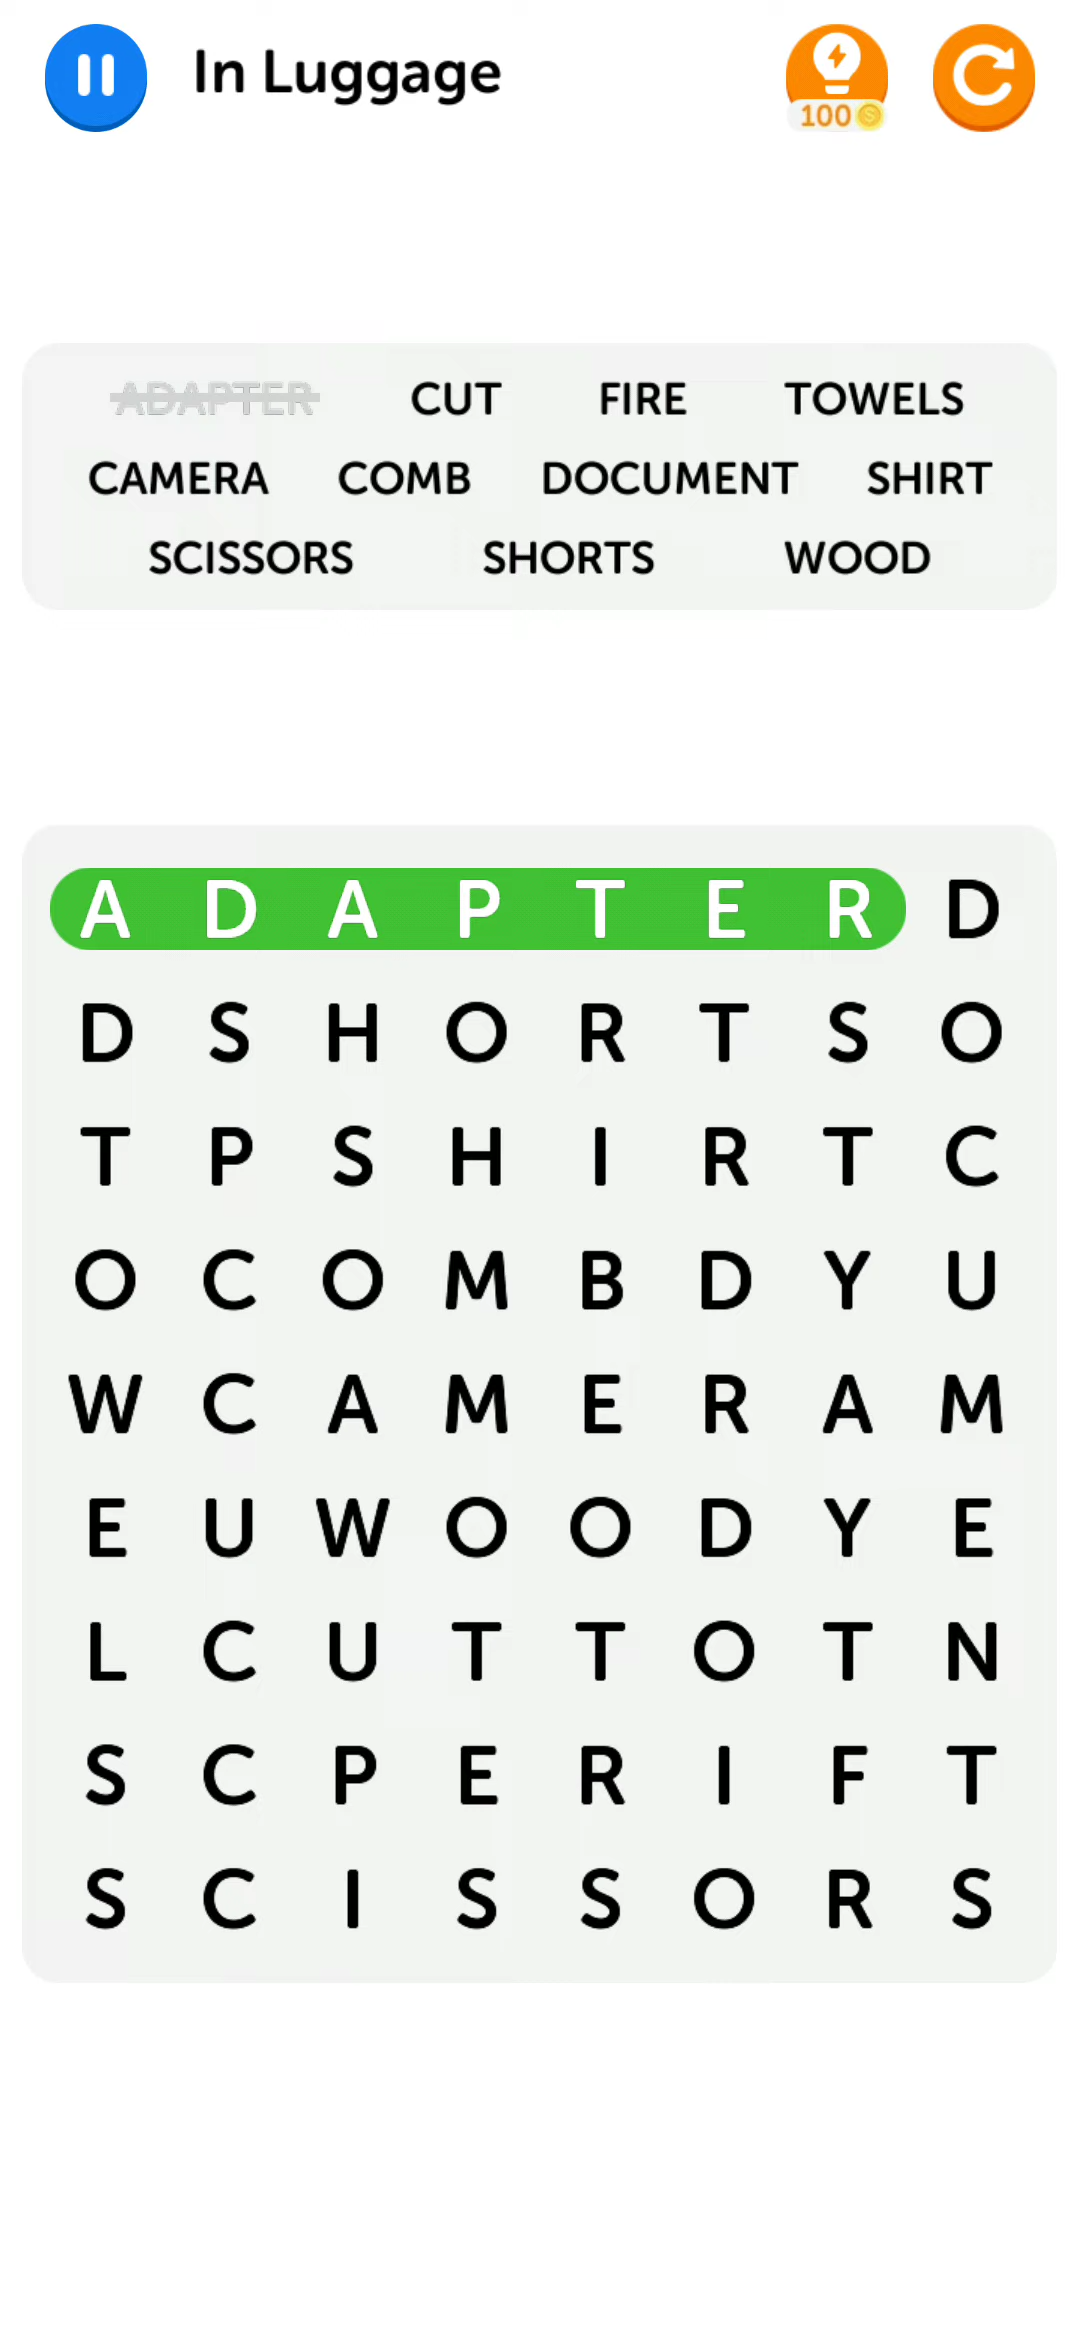 In Luggage
100
ADAPTER CUT FIRE TOWELS
CAMERA COMB DOCUMENT SHIRT
SCISSORS SHORTS WOOD
A D A P T E R D
D S H O R T S O
T P S H I R T C
O C O M B D Y U
W C A M E R A M
E U W O O D Y E
L C U T T O T N
S C P E R I F T
S C I S S O R S